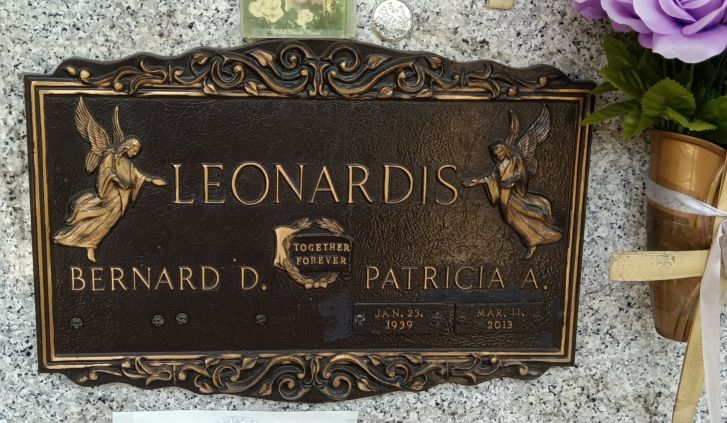 LEONARDIS
TOGETHER
FOREVER
BERNARD D.
PATRICIA A.
JAN. 23,
1939
MAR. 11,
2013